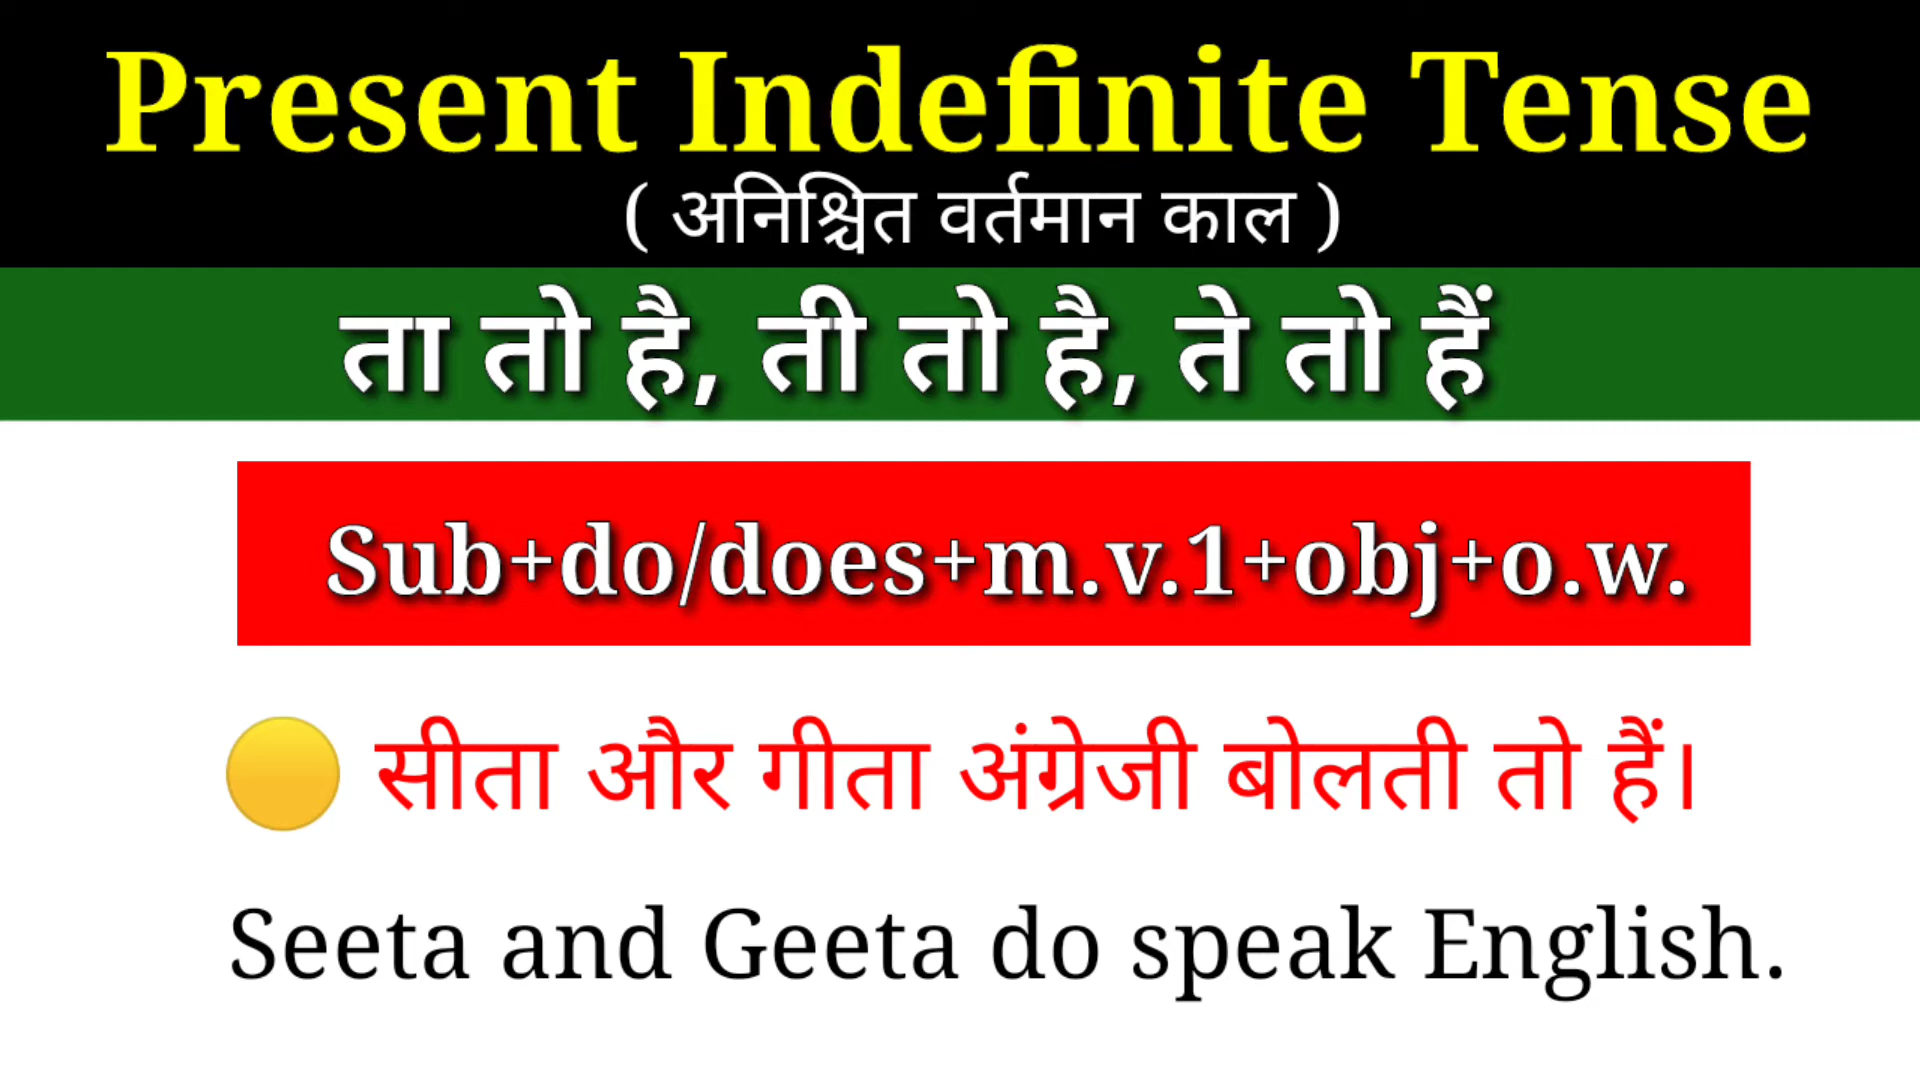 Present Indefinite Tense
( अनिश्चित वर्तमान काल )
ता तो है, ती तो है, ते तो हैं
Sub+do/does+m.v.1+obj+o.w.
सीता और गीता अंग्रेजी बोलती तो हैं।
Seeta and Geeta do speak English.